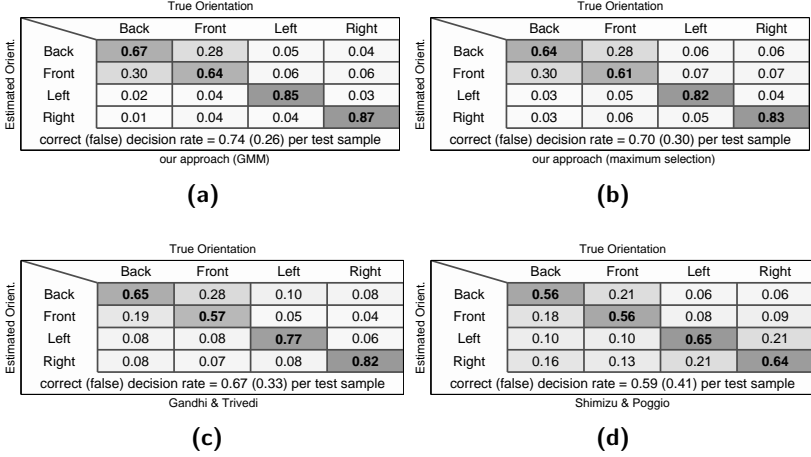 True Orientation
Back Front Left Right
Estimated Orient.
Back 0.67 0.28 0.05 0.04
Front 0.30 0.64 0.06 0.06
Left 0.02 0.04 0.85 0.03
Right 0.01 0.04 0.04 0.87
correct (false) decision rate = 0.74 (0.26) per test sample
our approach (GMM)
(a)
True Orientation
Back Front Left Right
Estimated Orient.
Back 0.64 0.28 0.06 0.06
Front 0.30 0.61 0.07 0.07
Left 0.03 0.05 0.82 0.04
Right 0.03 0.06 0.05 0.83
correct (false) decision rate = 0.70 (0.30) per test sample
our approach (maximum selection)
(b)
True Orientation
Back Front Left Right
Estimated Orient.
Back 0.65 0.28 0.10 0.08
Front 0.19 0.57 0.05 0.04
Left 0.08 0.08 0.77 0.06
Right 0.08 0.07 0.08 0.82
correct (false) decision rate = 0.67 (0.33) per test sample
Gandhi & Trivedi
(c)
True Orientation
Back Front Left Right
Estimated Orient.
Back 0.56 0.21 0.06 0.06
Front 0.18 0.56 0.08 0.09
Left 0.10 0.10 0.65 0.21
Right 0.16 0.13 0.21 0.64
correct (false) decision rate = 0.59 (0.41) per test sample
Shimizu & Poggio
(d)